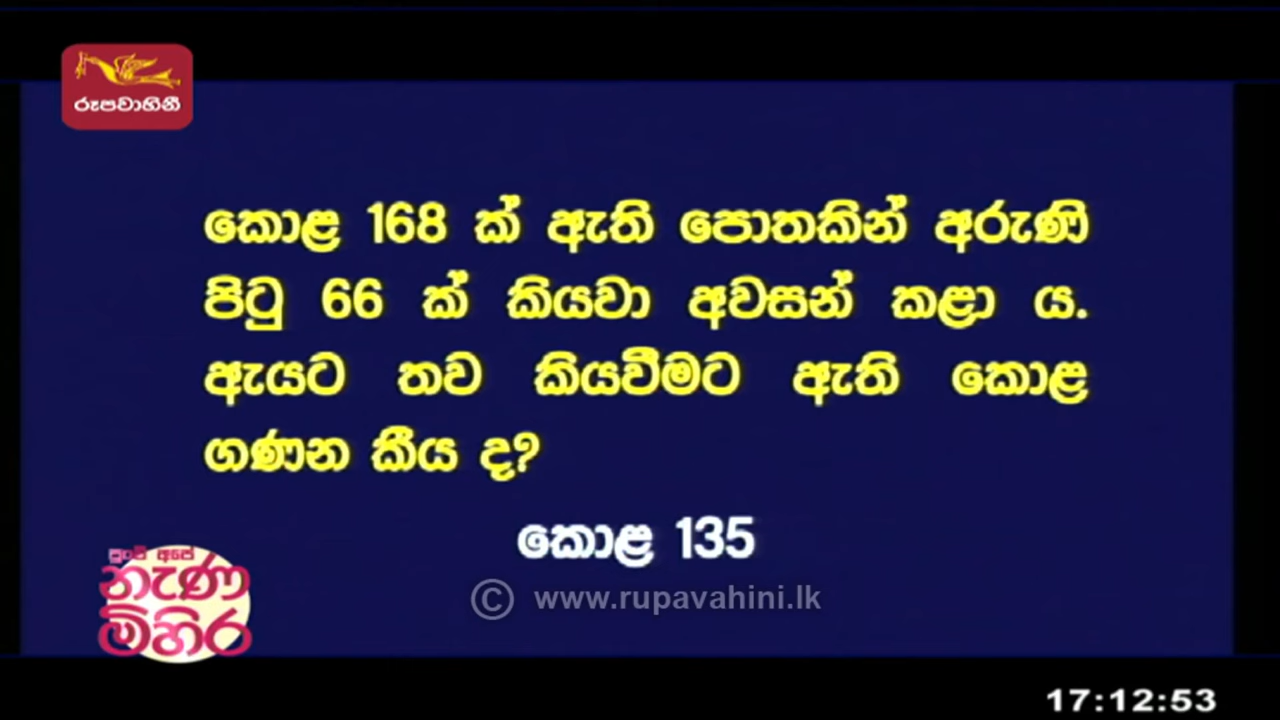 රූපවාහිනී
කොළ 168 ක් ඇති පොතකින් අරුණි
පිටු 66 ක් කියවා අවසන් කළා ය.
ඇයට තව කියවීමට ඇති කොළ
ගණන කීය ද?
කොළ 135
© www.rupavahini.lk
පුංචි අපේ
නැණ
මිහිර
17:12:53